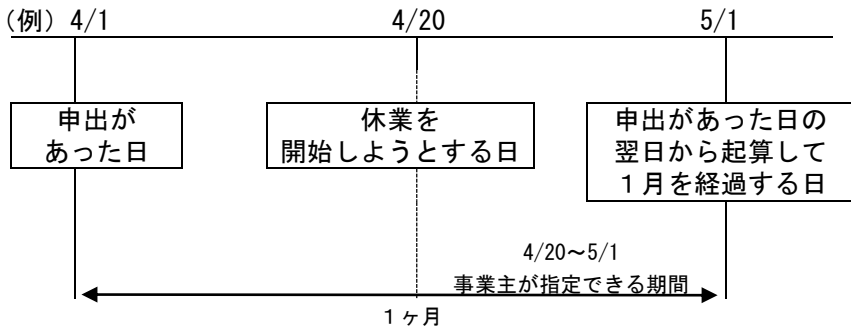 (例) 4/1 4/20 5/1
申出が
あった日
休業を
開始しようとする日
申出があった日の
翌日から起算して
1月を経過する日
4/20~5/1
事業主が指定できる期間
1ヶ月